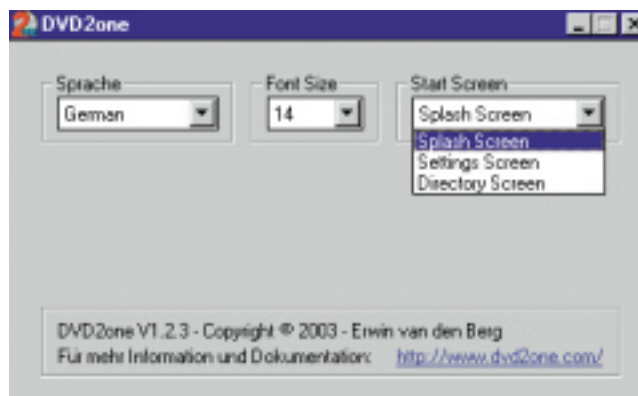 DVD2one
Sprache
Font Size
Start Screen
German
14
Splash Screen
Splash Screen
Settings Screen
Directory Screen
DVD2one V1.2.3 - Copyright © 2003 - Erwin van den Berg
Für mehr Information und Dokumentation: http://www.dvd2one.com/